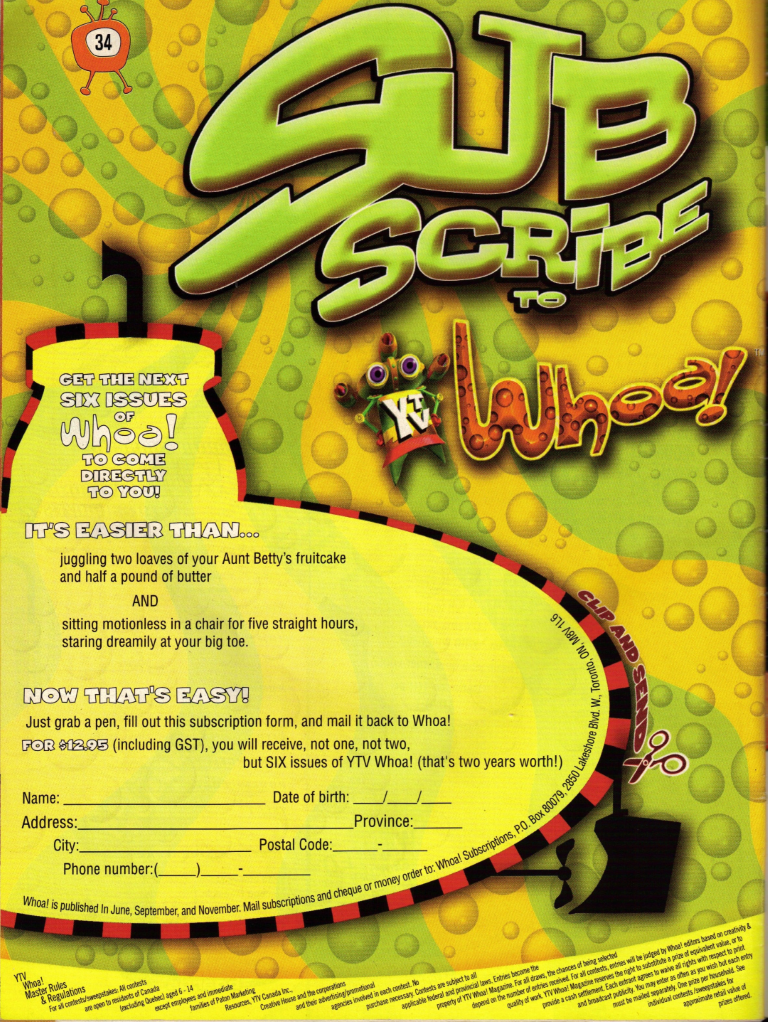 34
SUB
SCRIBE
TO
Whoa!
YTV
GET THE NEXT
SIX ISSUES
OF
Whoa!
TO COME
DIRECTLY
TO YOU!
IT'S EASIER THAN...
juggling two loaves of your Aunt Betty's fruitcake
and half a pound of butter
AND
sitting motionless in a chair for five straight hours,
staring dreamily at your big toe.
CLIP AND SEND
NOW THAT'S EASY!
Just grab a pen, fill out this subscription form, and mail it back to Whoa!
FOR $12.95 (including GST), you will receive, not one, not two,
but SIX issues of YTV Whoa! (that's two years worth!)
Name: ____________ Date of birth: ___/___/___
Address:____________Province:______
City:____________ Postal Code:_____-_____
Phone number:(_____)_____-________
Whoa! is published In June, September, and November. Mail subscriptions and cheque or money order to: Whoa! Subscriptions, P.O. Box 80079, 2850 Lakeshore Blvd. W., Toronto, ON, M8V 1L6
YTV
Whoa!
Master Rules
& Regulations
For all contests/sweepstakes: All contests
are open to residents of Canada
(including Quebec) aged 6 - 14
except employees and immediate
families of Paton Marketing
Resources, YTV Canada Inc.,
Creative House and the corporations
and their advertising/promotional
agencies involved in each contest. No
purchase necessary. Contests are subject to all
applicable federal and provincial laws. Entries become the
property of YTV Whoa! Magazine. For all draws, the chances of being selected
depend on the number of entries received. For all contests, entries will be judged by Whoa! editors based on creativity &
quality of work. YTV Whoa! Magazine reserves the right to substitute a prize of equivalent value, or to
provide a cash settlement. Each entrant agrees to waive all rights with respect to print
and broadcast publicity. You may enter as often as you wish but each entry
must be mailed separately. One prize per household. See
individual contests /sweepstakes for
approximate retail value of
prizes offered.